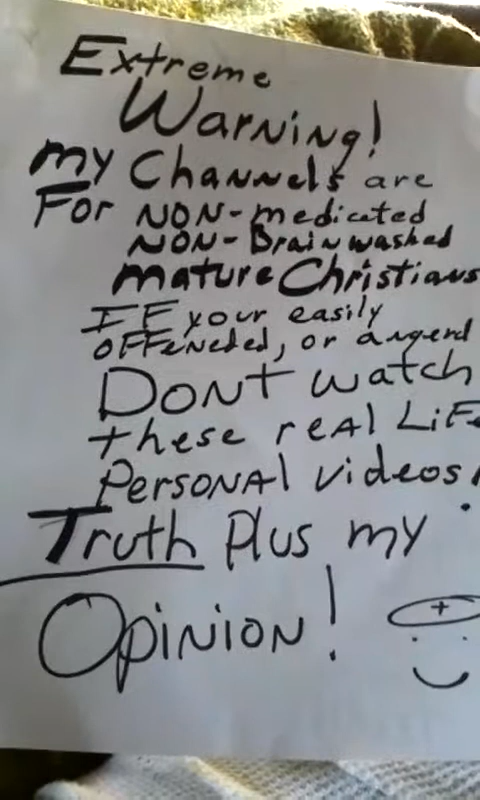 Extreme
Warning!
my Channels are
For NON-medicated
NON-Brainwashed
mature Christians
IF your easily
OFFeneded, or angerd
DONt watch
these real LiFe
Personal videos!
Truth Plus my
Opinion!